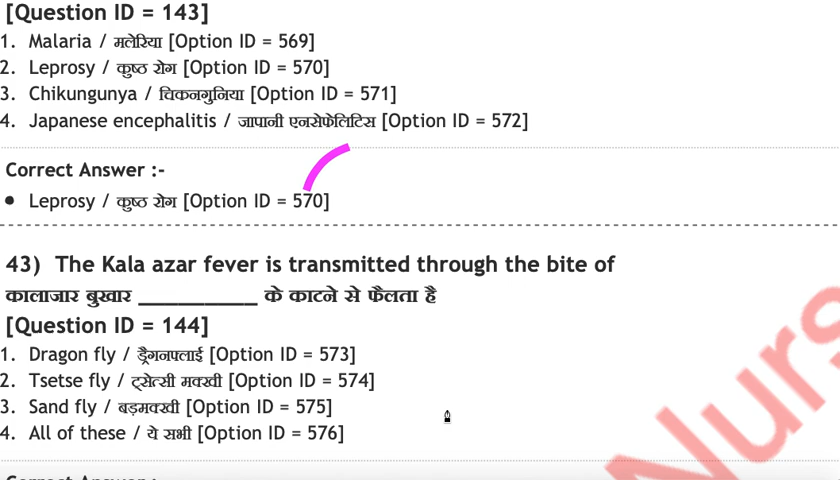 [Question ID = 143]
1. Malaria / मलेरिया [Option ID = 569]
2. Leprosy / कुष्ठ रोग [Option ID = 570]
3. Chikungunya / चिकनगुनिया [Option ID = 571]
4. Japanese encephalitis / जापानी एनसेफेलिटिस [Option ID = 572]
Correct Answer :-
• Leprosy / कुष्ठ रोग [Option ID = 570]
43) The Kala azar fever is transmitted through the bite of
कालाजार बुखार __________ के काटने से फैलता है
[Question ID = 144]
1. Dragon fly / ड्रैगनफ्लाई [Option ID = 573]
2. Tsetse fly / ट्सेत्सी मक्खी [Option ID = 574]
3. Sand fly / बड़मक्खी [Option ID = 575]
4. All of these / ये सभी [Option ID = 576]
Nurs